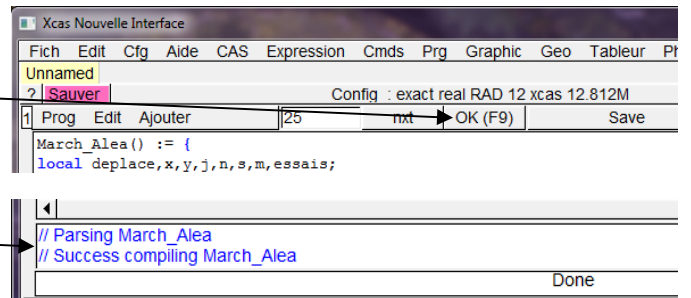 Xcas Nouvelle Interface
Fich Edit Cfg Aide CAS Expression Cmds Prg Graphic Geo Tableur
Unnamed
? Sauver Config : exact real RAD 12 xcas 12.812M
1 Prog Edit Ajouter 25 nxt OK (F9) Save
March_Alea() := {
local deplace,x,y,j,n,s,m,essais;
// Parsing March_Alea
// Success compiling March_Alea
Done